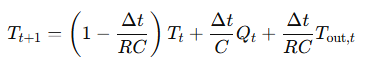 T_{t+1} = \left(1 - \frac{\Delta t}{RC}\right) T_t + \frac{\Delta t}{C} Q_t + \frac{\Delta t}{RC} T_{\text{out},t}